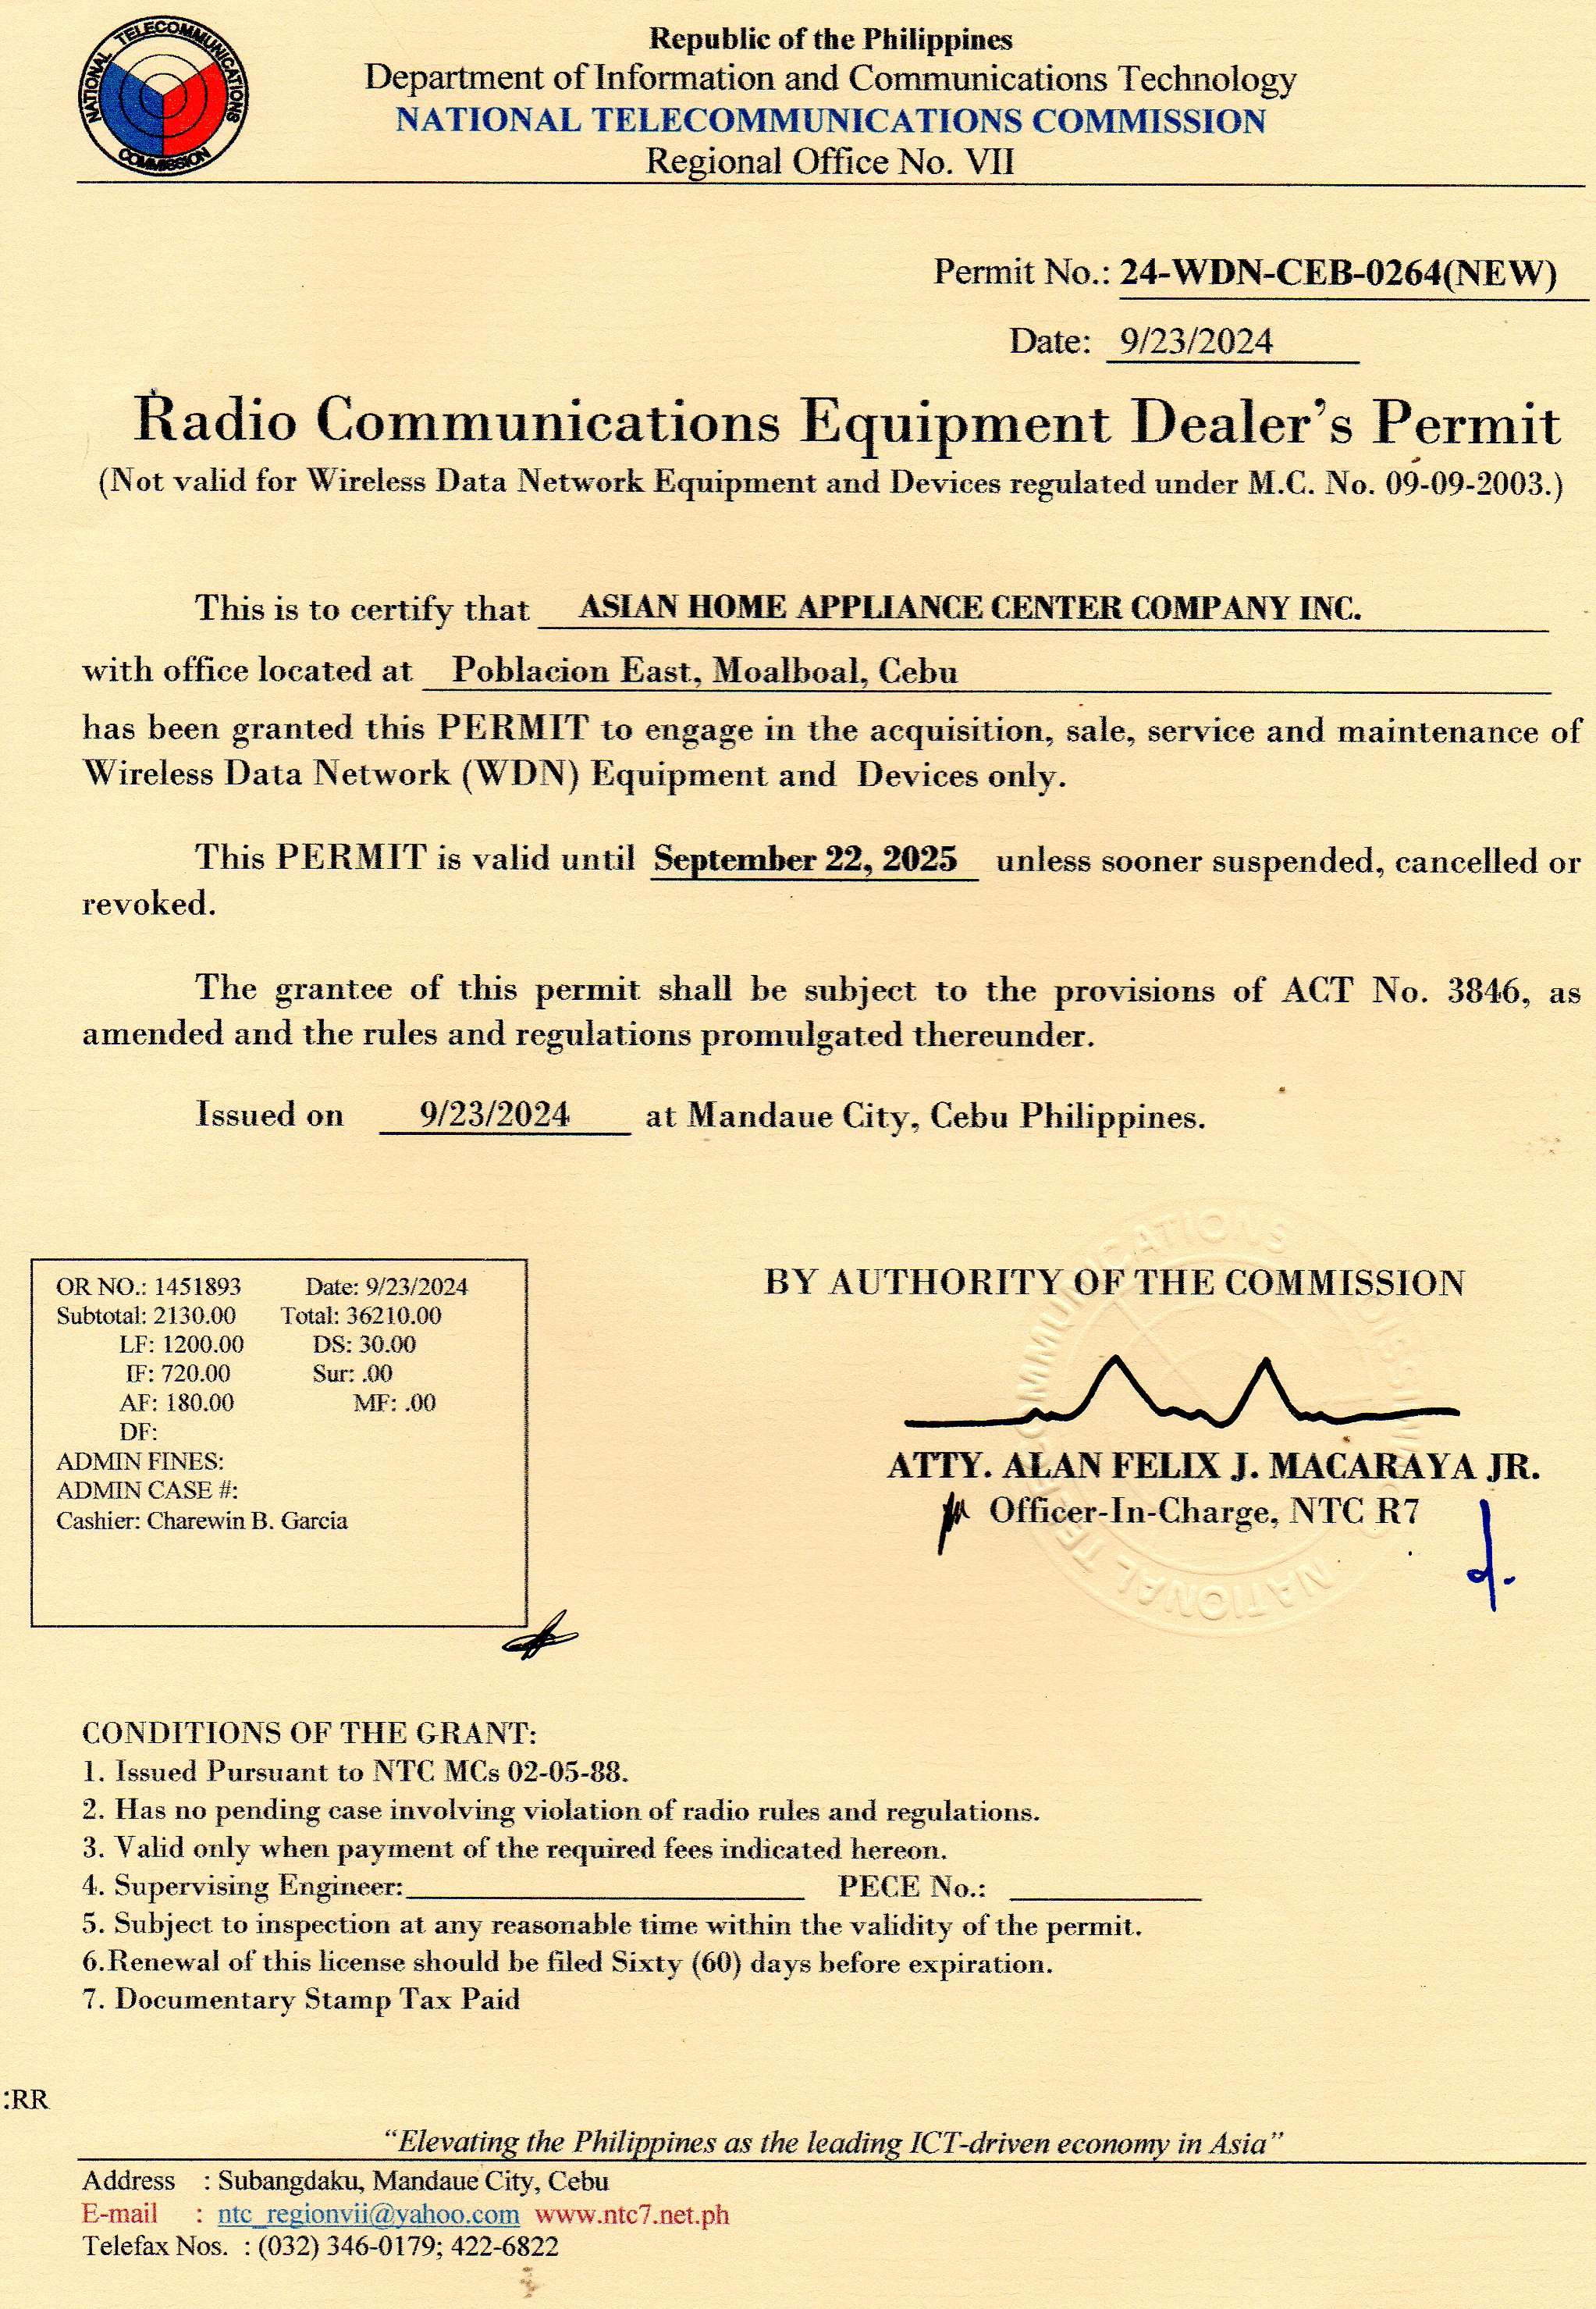 NATIONAL TELECOMMUNICATIONS COMMISSION
Republic of the Philippines
Department of Information and Communications Technology
NATIONAL TELECOMMUNICATIONS COMMISSION
Regional Office No. VII
Permit No.: 24-WDN-CEB-0264(NEW)
Date: 9/23/2024
Radio Communications Equipment Dealer's Permit
(Not valid for Wireless Data Network Equipment and Devices regulated under M.C. No. 09-09-2003.)
This is to certify that ASIAN HOME APPLIANCE CENTER COMPANY INC.
with office located at Poblacion East, Moalboal, Cebu
has been granted this PERMIT to engage in the acquisition, sale, service and maintenance of
Wireless Data Network (WDN) Equipment and Devices only.
This PERMIT is valid until September 22, 2025 unless sooner suspended, cancelled or
revoked.
The grantee of this permit shall be subject to the provisions of ACT No. 3846, as
amended and the rules and regulations promulgated thereunder.
Issued on 9/23/2024 at Mandaue City, Cebu Philippines.
OR NO.: 1451893 Date: 9/23/2024
Subtotal: 2130.00 Total: 36210.00
LF: 1200.00 DS: 30.00
IF: 720.00 Sur: .00
AF: 180.00 MF: .00
DF:
ADMIN FINES:
ADMIN CASE #:
Cashier: Charewin B. Garcia
BY AUTHORITY OF THE COMMISSION
ATTY. ALAN FELIX J. MACARAYA JR.
Officer-In-Charge, NTC R7
CONDITIONS OF THE GRANT:
1. Issued Pursuant to NTC MCs 02-05-88.
2. Has no pending case involving violation of radio rules and regulations.
3. Valid only when payment of the required fees indicated hereon.
4. Supervising Engineer: PECE No.:
5. Subject to inspection at any reasonable time within the validity of the permit.
6.Renewal of this license should be filed Sixty (60) days before expiration.
7. Documentary Stamp Tax Paid
:RR
"Elevating the Philippines as the leading ICT-driven economy in Asia"
Address : Subangdaku, Mandaue City, Cebu
E-mail : ntc_regionvii@yahoo.com www.ntc7.net.ph
Telefax Nos. : (032) 346-0179; 422-6822